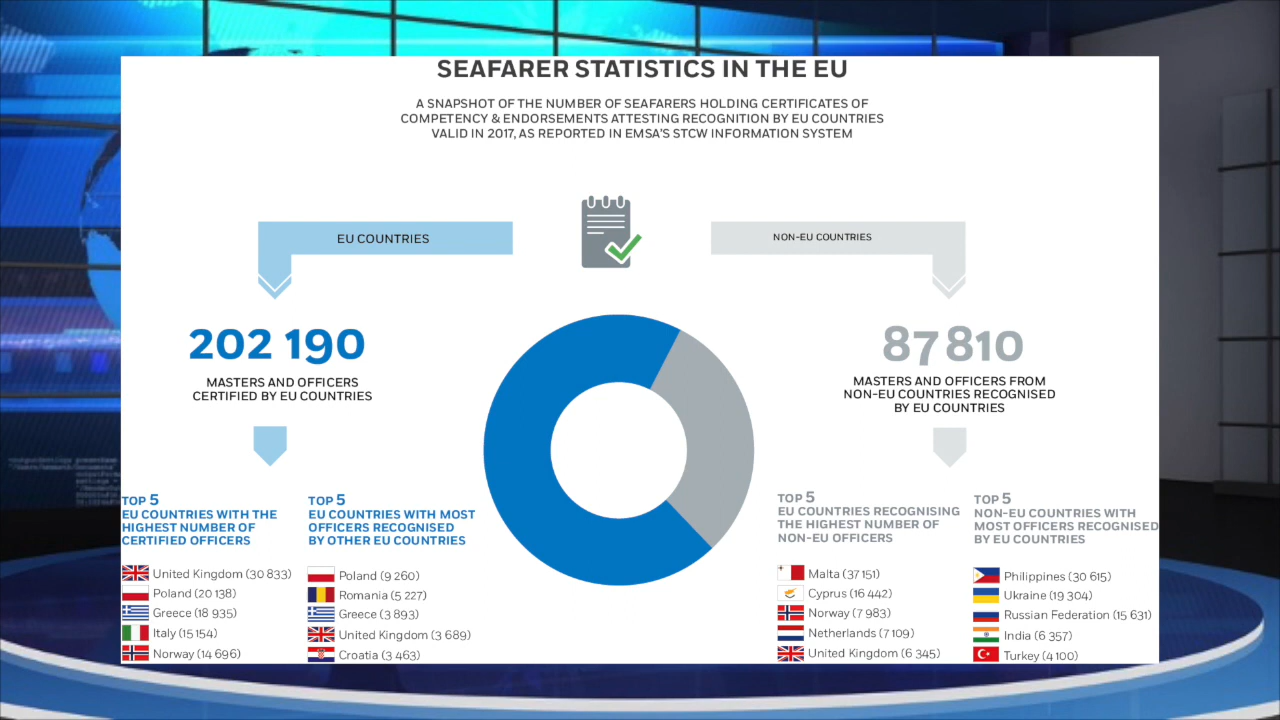 SEAFARER STATISTICS IN THE EU
A SNAPSHOT OF THE NUMBER OF SEAFARERS HOLDING CERTIFICATES OF
COMPETENCY & ENDORSEMENTS ATTESTING RECOGNITION BY EU COUNTRIES
VALID IN 2017, AS REPORTED IN EMSA'S STCW INFORMATION SYSTEM
EU COUNTRIES
NON-EU COUNTRIES
202 190
MASTERS AND OFFICERS
CERTIFIED BY EU COUNTRIES
87 810
MASTERS AND OFFICERS FROM
NON-EU COUNTRIES RECOGNISED
BY EU COUNTRIES
TOP 5
EU COUNTRIES WITH THE
HIGHEST NUMBER OF
CERTIFIED OFFICERS
United Kingdom (30 833)
Poland (20 138)
Greece (18 935)
Italy (15 154)
Norway (14 696)
TOP 5
EU COUNTRIES WITH MOST
OFFICERS RECOGNISED
BY OTHER EU COUNTRIES
Poland (9 260)
Romania (5 227)
Greece (3 893)
United Kingdom (3 689)
Croatia (3 463)
TOP 5
EU COUNTRIES RECOGNISING
THE HIGHEST NUMBER OF
NON-EU OFFICERS
Malta (37 151)
Cyprus (16 442)
Norway (7 983)
Netherlands (7 109)
United Kingdom (6 345)
TOP 5
NON-EU COUNTRIES WITH
MOST OFFICERS RECOGNISED
BY EU COUNTRIES
Philippines (30 615)
Ukraine (19 304)
Russian Federation (15 631)
India (6 357)
Turkey (4 100)